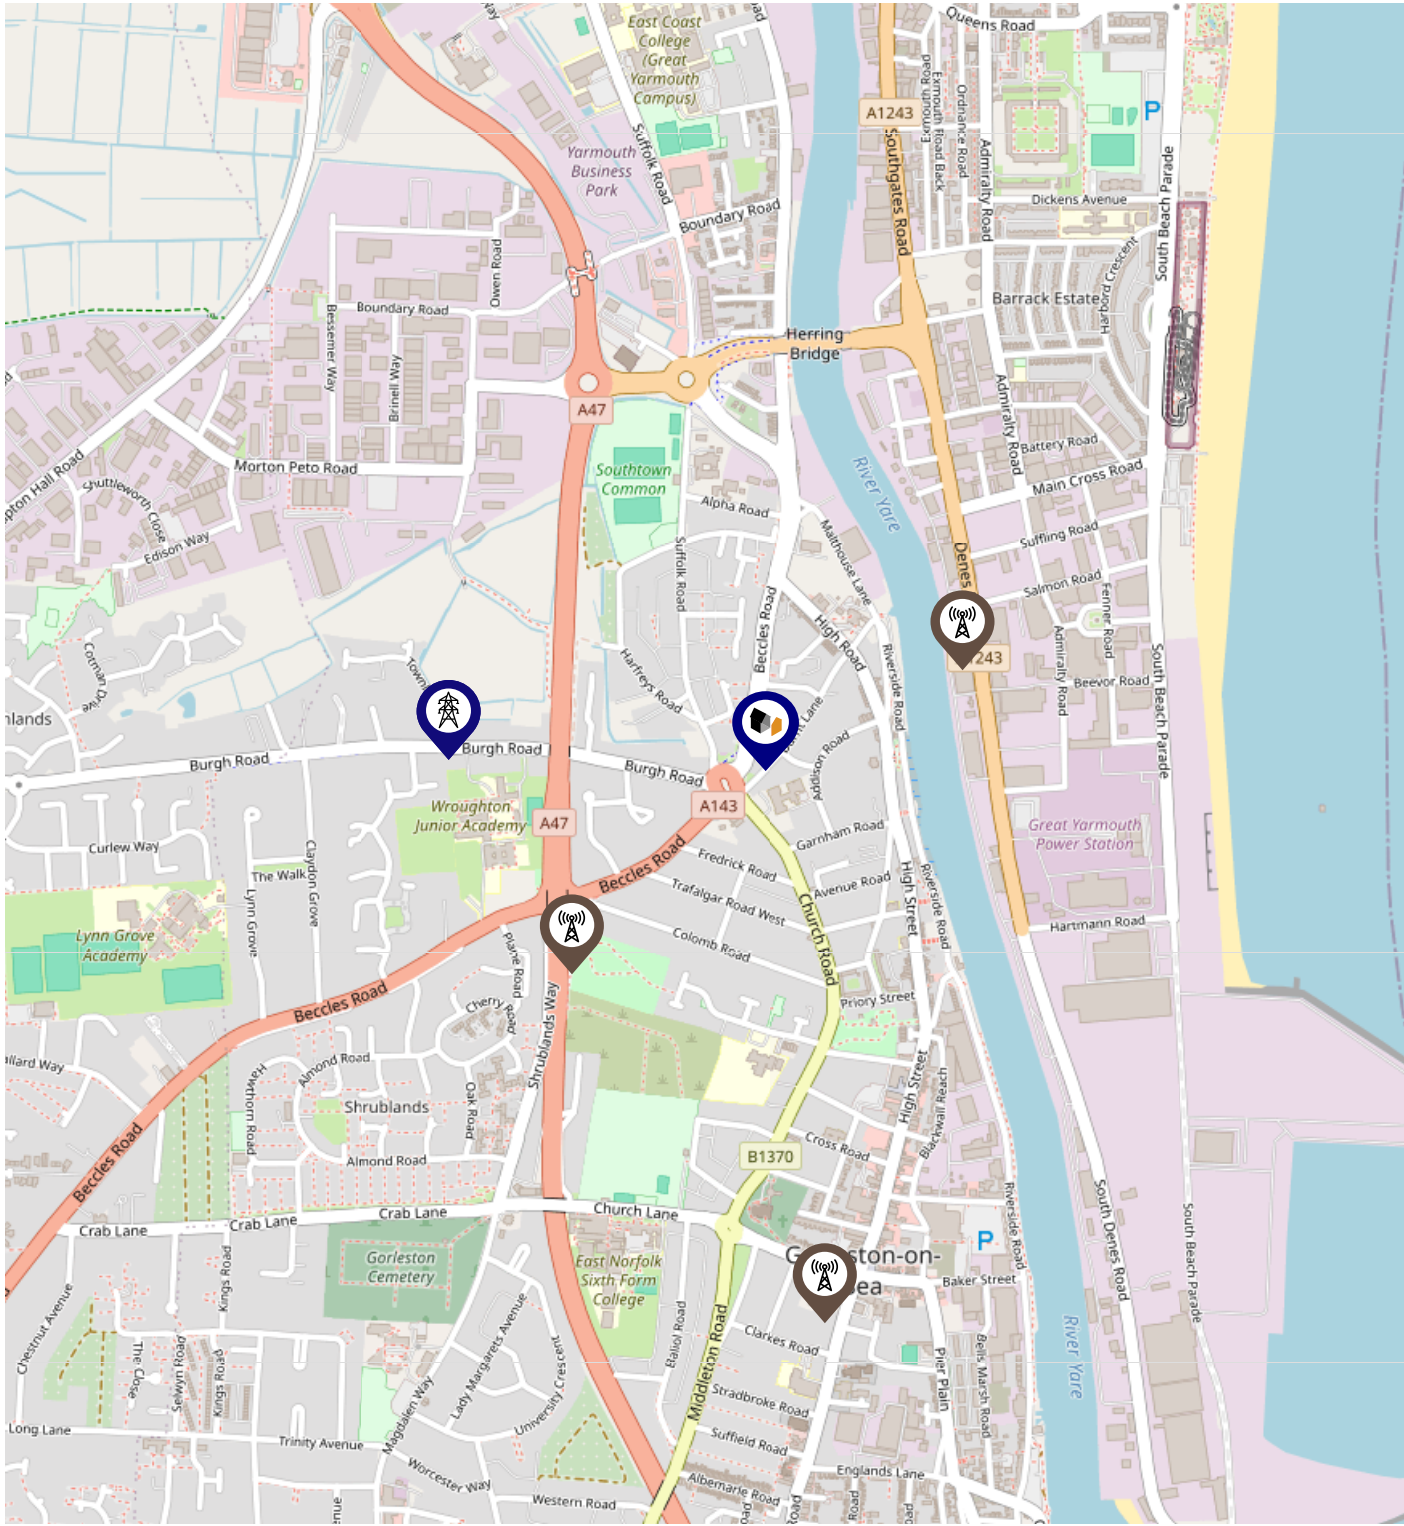 East Coast
College
(Great
Yarmouth
Campus)
Queens Road
A1243
Suffolk Road
Southgates Road
Exmouth Road
Exmouth Road Back
Ordnance Road
Admiralty Road
P
Yarmouth
Business
Park
South Beach Parade
Dickens Avenue
Boundary Road
Owen Road
Harbord Crescent
Barrack Estate
Boundary Road
Bessemer Way
Brinell Way
Herring
Bridge
A47
Admiralty Road
Battery Road
Main Cross Road
Morton Peto Road
Southtown
Common
River Yare
Shuttleworth Close
Alpha Road
Edison Way
Malthouse Lane
Suffolk Road
Suffling Road
Denes
Salmon Road
Fenner Road
Beccles Road
High Road
Admiralty Road
Cotman Drive
Harfreys Road
Riverside Road
South Beach Parade
Beevor Road
Burgh Road
Burgh Road
Burgh Road
Addison Road
A143
Wroughton
Junior Academy
A47
Great Yarmouth
Power Station
Curlew Way
Claydon Grove
The Walk
Lynn Grove
Beccles Road
Fredrick Road
Garnham Road
Trafalgar Road West
Avenue Road
High Street
Riverside Road
Church Road
Colomb Road
Hartmann Road
Lynn Grove
Academy
Plane Road
Beccles Road
Cherry Road
Shrublands Way
Priory Street
Almond Road
Hawthorn Road
Shrublands
Oak Road
High Street
Blackwall Reach
Cross Road
B1370
Almond Road
Beccles Road
Crab Lane
Crab Lane
Crab Lane
Church Lane
Riverside Road
South Denes Road
South Beach Parade
P
Gorleston
Cemetery
East Norfolk
Sixth Form
College
Baker Street
Kings Road
Chestnut Avenue
The Close
Selwyn Road
Kings Road
Lady Margarets Avenue
University Crescent
Balliol Road
Middleton Road
Clarkes Road
Pier Plain
Bells Marsh Road
River Yare
Stradbroke Road
Magdalen Way
Long Lane
Trinity Avenue
Suffield Road
Worcester Way
Western Road
Albemarle Road
Englands Lane